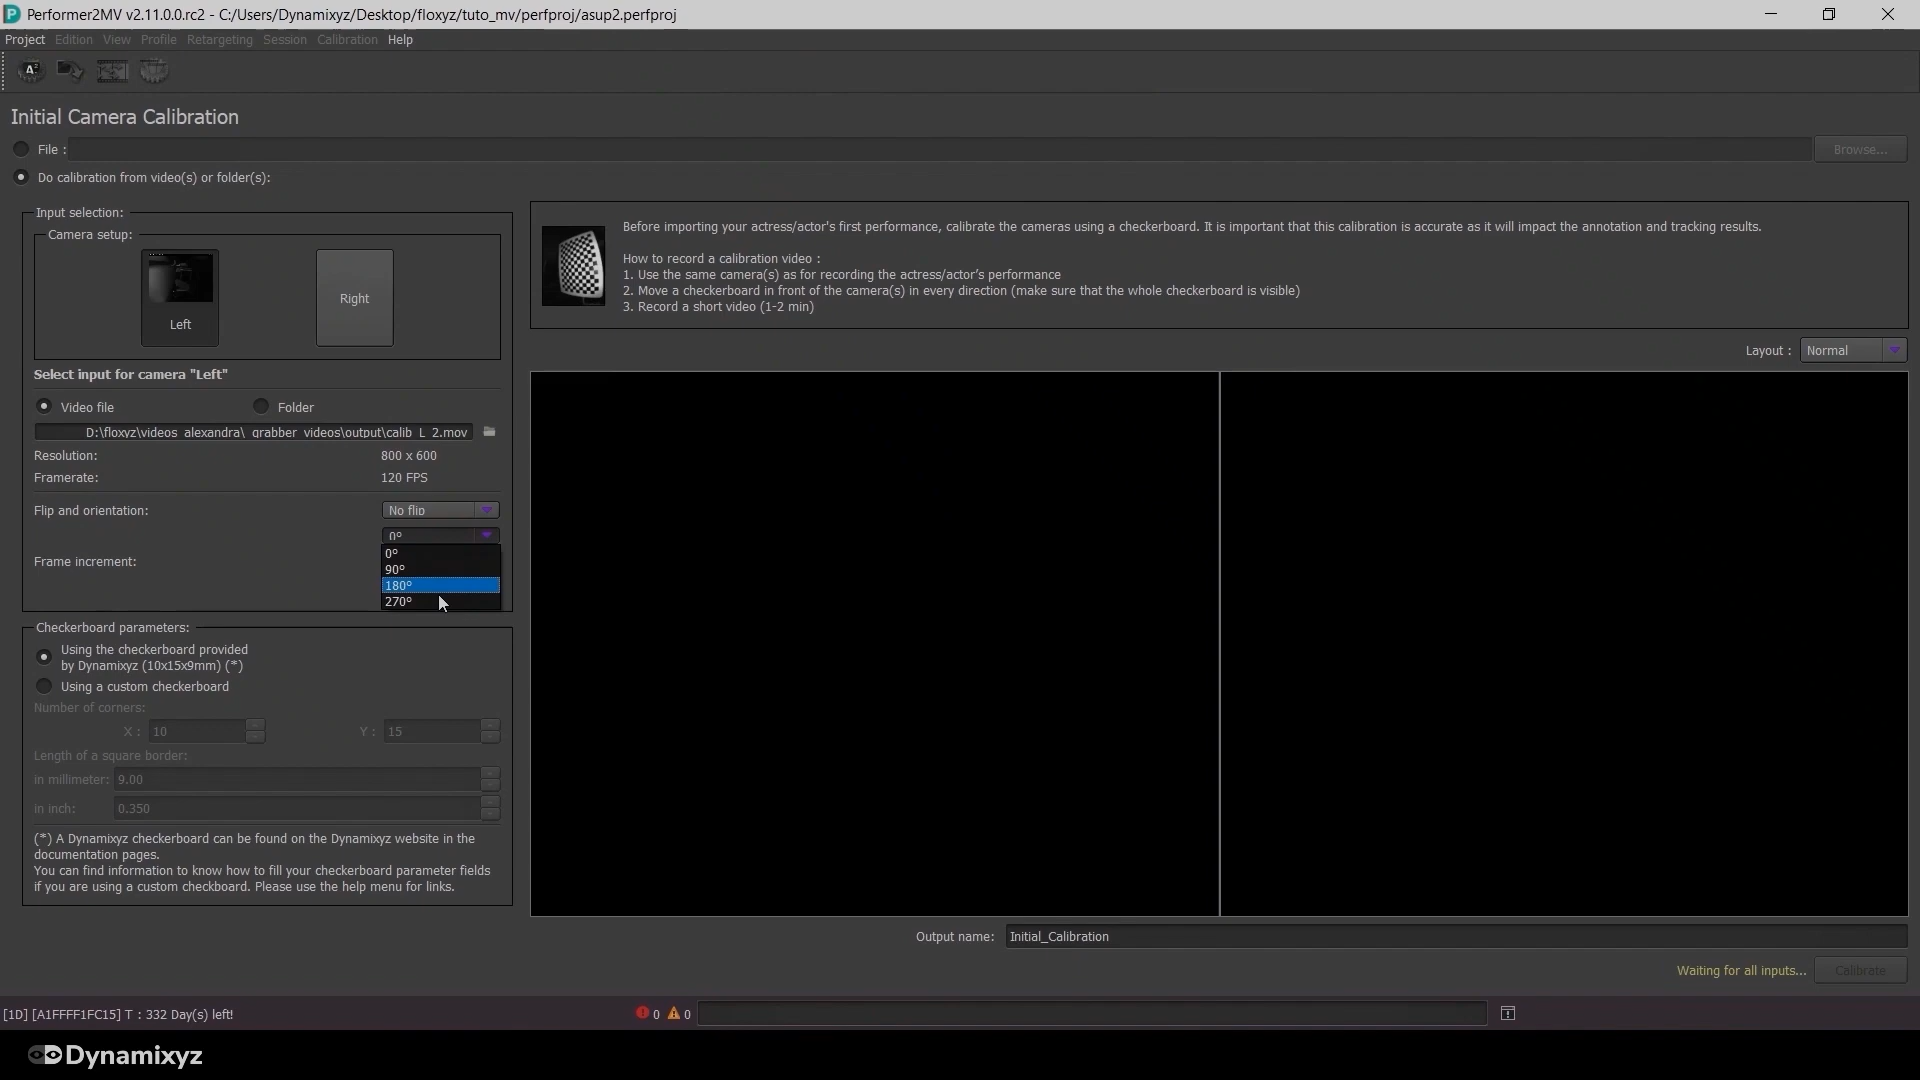 Performer2MV v2.11.0.0.rc2 - C:/Users/Dynamixyz/Desktop/floxyz/tuto_mv/perfproj/asup2.perfproj
Project Edition View Profile Retargeting Session Calibration Help
Initial Camera Calibration
File :
Browse...
Do calibration from video(s) or folder(s):
Input selection:
Camera setup:
Left
Right
Select input for camera "Left"
Video file
Folder
D:\floxyz\videos_alexandra\_grabber_videos\output\calib_L_2.mov
Resolution:
800 x 600
Framerate:
120 FPS
Flip and orientation:
No flip
0º
0º
90º
180º
270º
Frame increment:
Checkerboard parameters:
Using the checkerboard provided
by Dynamixyz (10x15x9mm) (*)
Using a custom checkerboard
Number of corners:
X : 10
Y : 15
Length of a square border:
in millimeter: 9.00
in inch: 0.350
(*) A Dynamixyz checkerboard can be found on the Dynamixyz website in the
documentation pages.
You can find information to know how to fill your checkerboard parameter fields
if you are using a custom checkboard. Please use the help menu for links.
Before importing your actress/actor's first performance, calibrate the cameras using a checkerboard. It is important that this calibration is accurate as it will impact the annotation and tracking results.
How to record a calibration video :
1. Use the same camera(s) as for recording the actress/actor's performance
2. Move a checkerboard in front of the camera(s) in every direction (make sure that the whole checkerboard is visible)
3. Record a short video (1-2 min)
Layout :
Normal
Output name:
Initial_Calibration
Waiting for all inputs...
Calibrate
[1D] [A1FFFF1FC15] T : 332 Day(s) left!
0
0
Dynamixyz